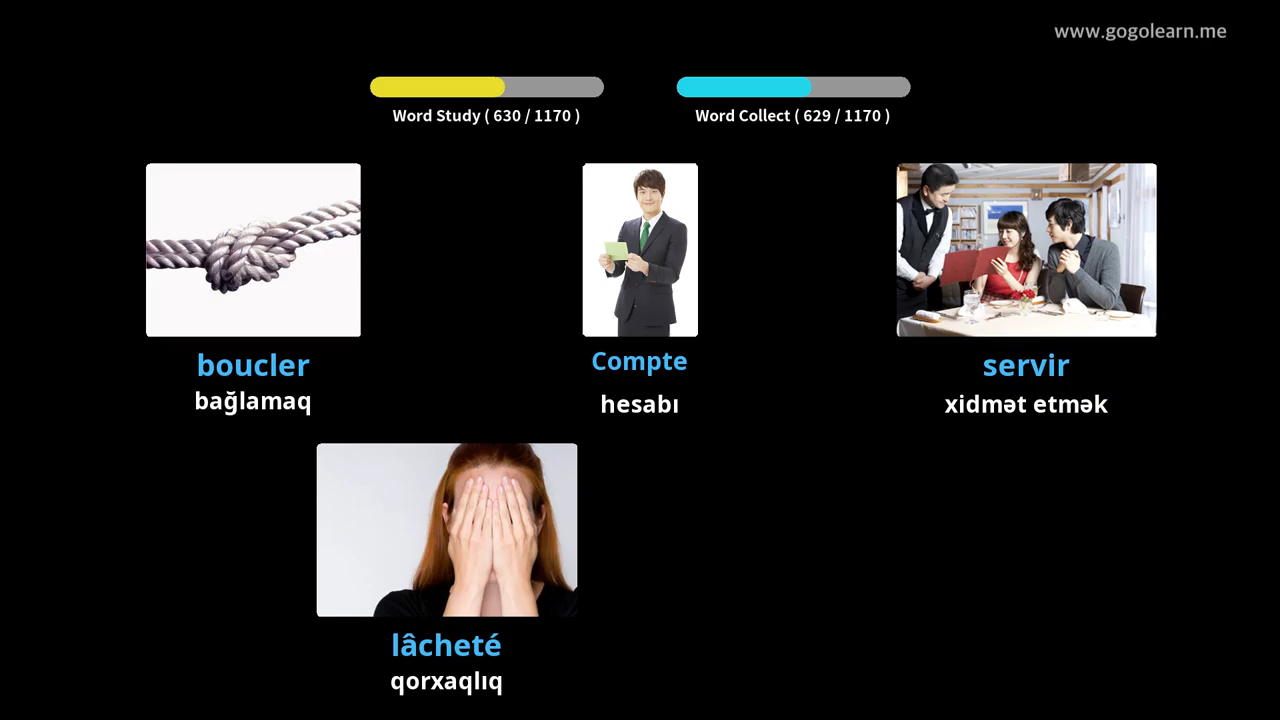 www.gogolearn.me
Word Study ( 630 / 1170 )
Word Collect ( 629 / 1170 )
boucler
bağlamaq
Compte
hesabı
servir
xidmət etmək
lâcheté
qorxaqlıq